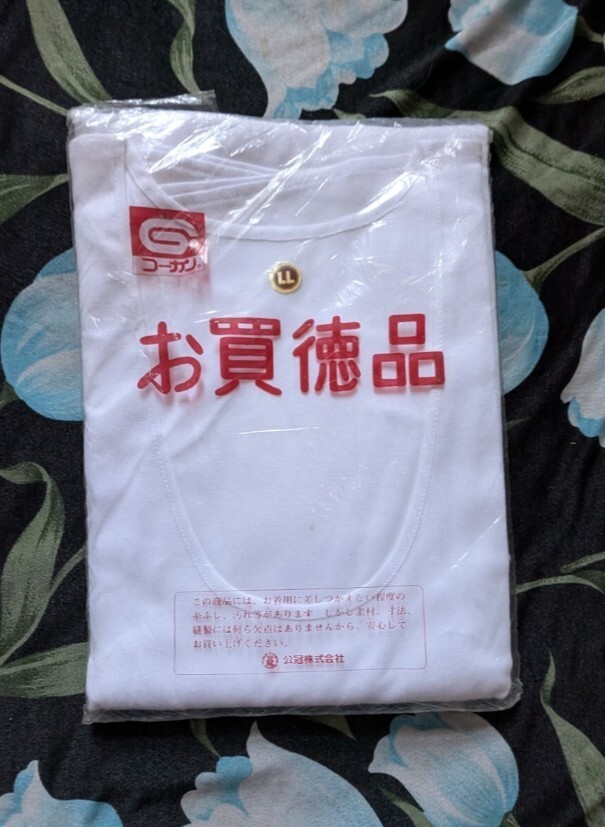 コーカン
LL
お買徳品
この商品には、お着用に差しつかえない程度の
糸ふし、汚れ等があります しかし素材、寸法、
縫製には何ら欠点はありませんから、安心して
お買い上げください。
公冠株式会社